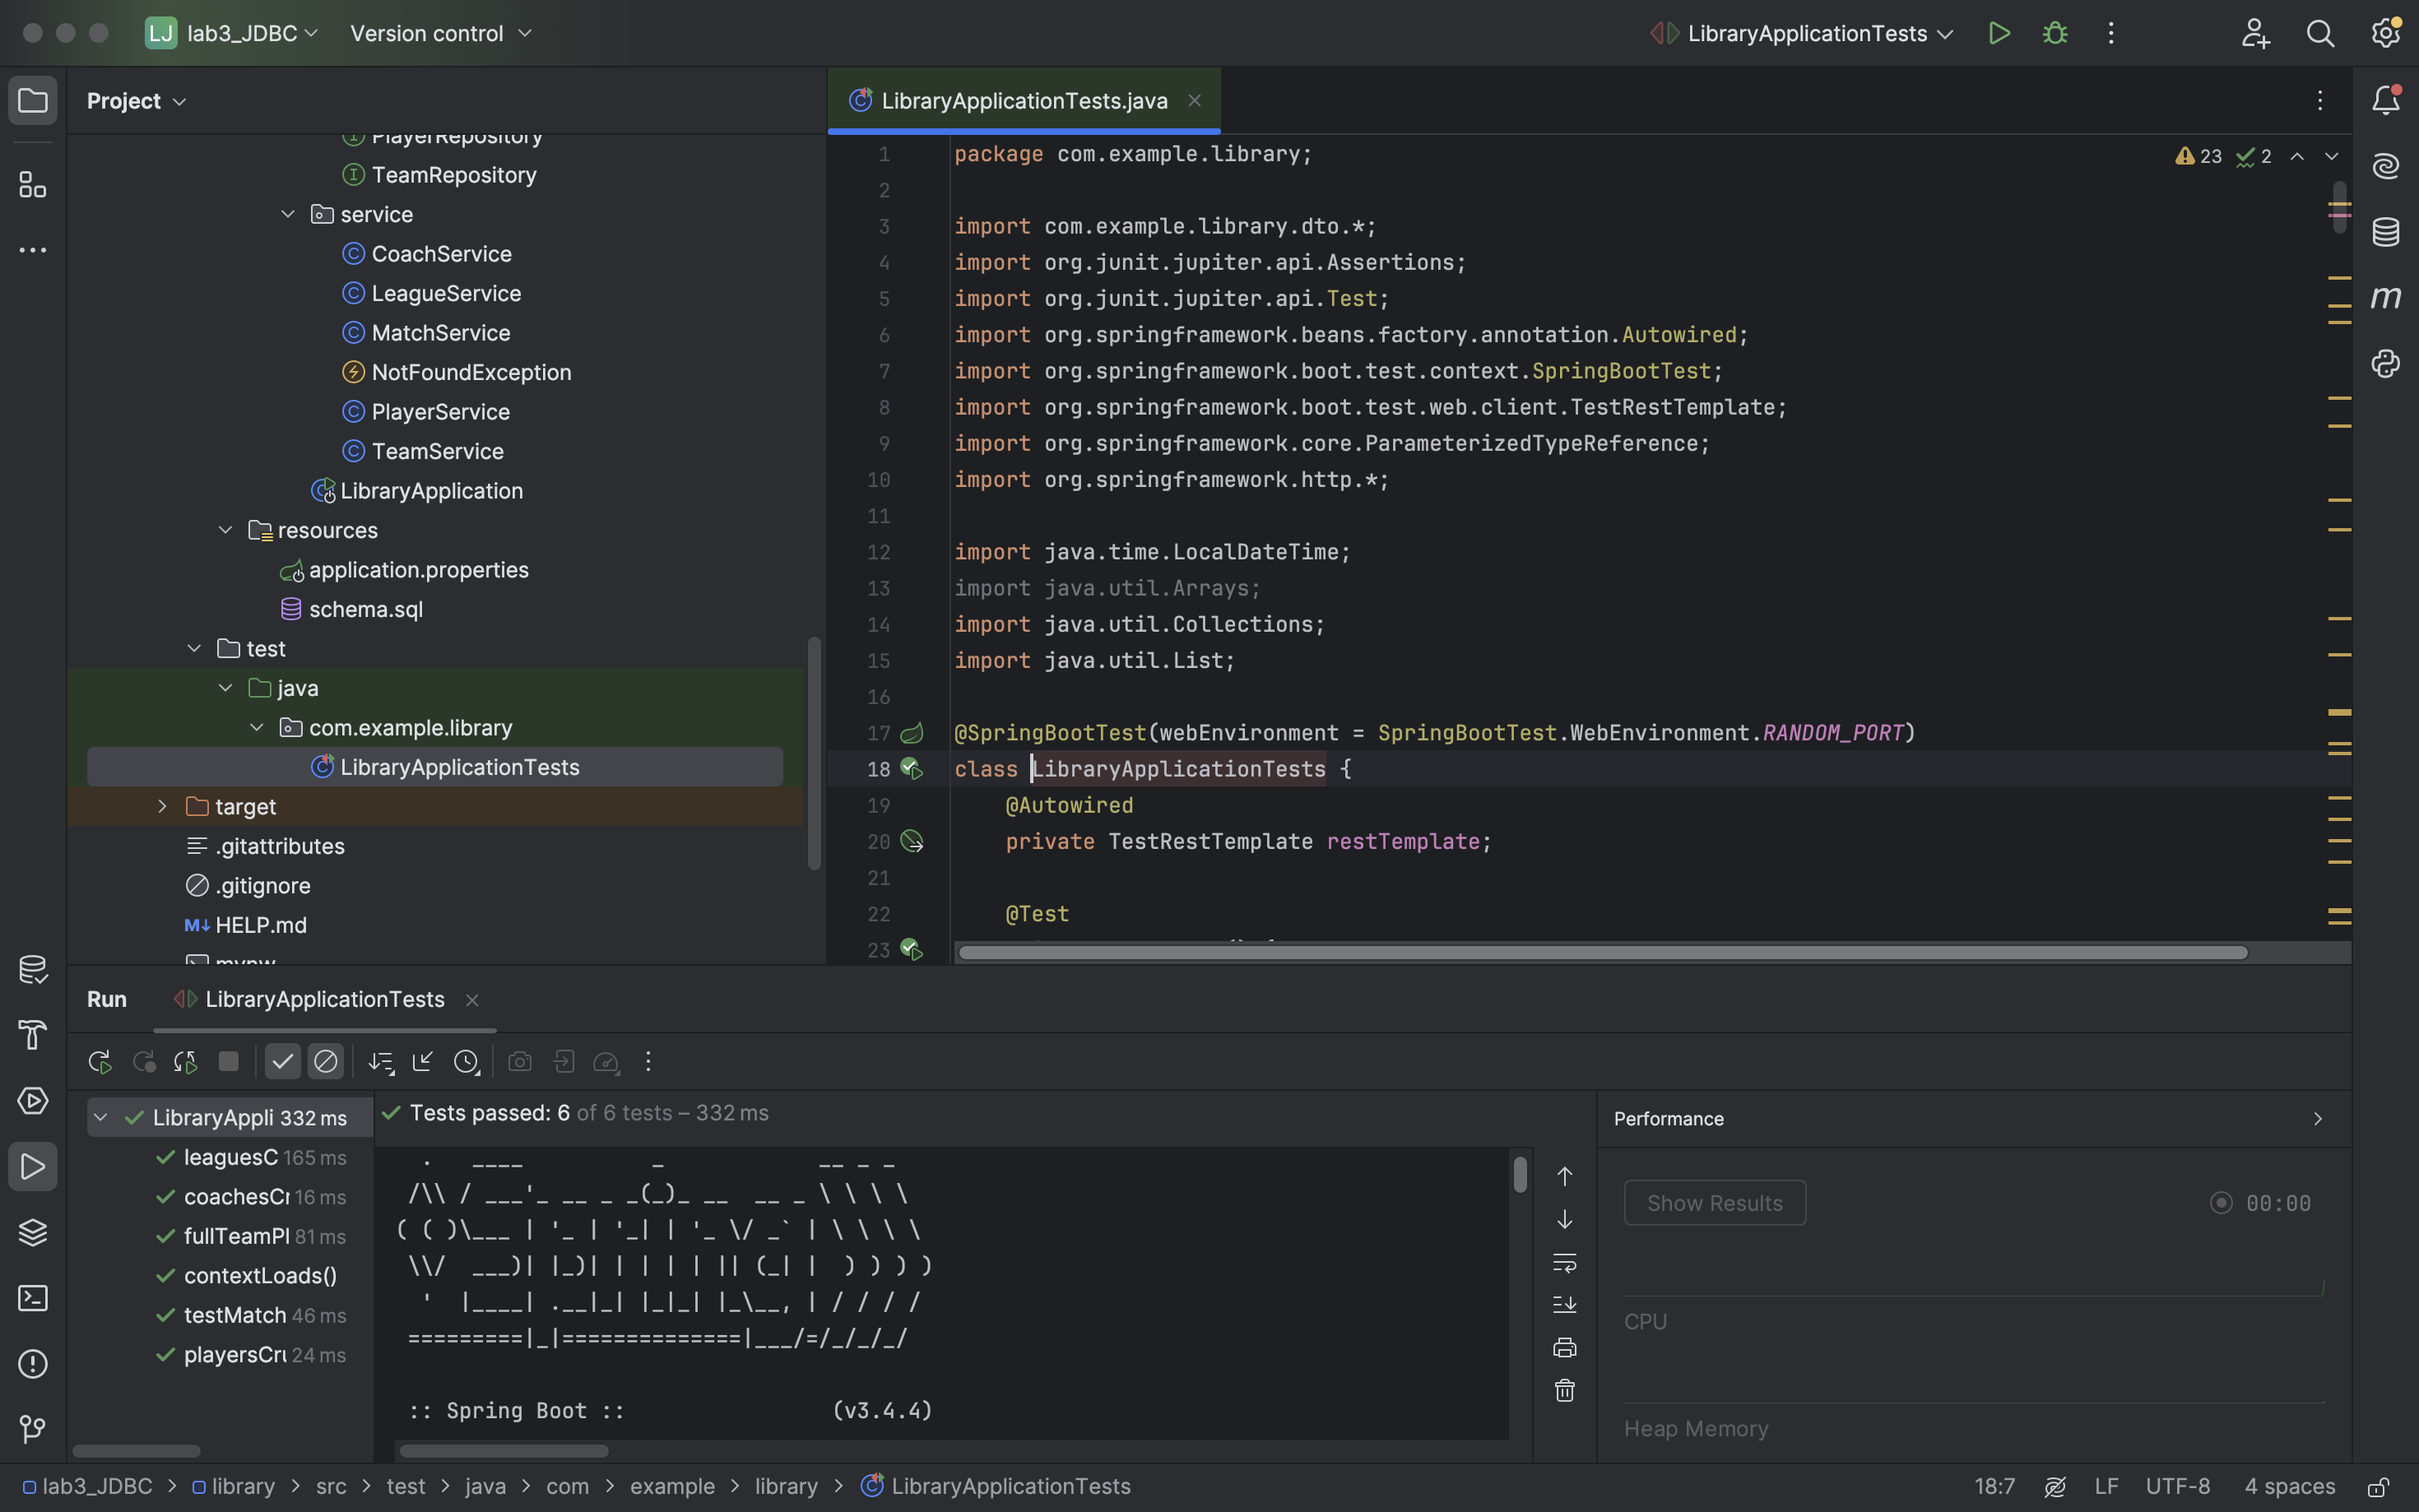 LJ lab3_JDBC Version control LibraryApplicationTests
Project
PlayerRepository
TeamRepository
service
CoachService
LeagueService
MatchService
NotFoundException
PlayerService
TeamService
LibraryApplication
resources
application.properties
schema.sql
test
java
com.example.library
LibraryApplicationTests
target
.gitattributes
.gitignore
M↓ HELP.md
LibraryApplicationTests.java
23 2
1 package com.example.library;
2
3 import com.example.library.dto.*;
4 import org.junit.jupiter.api.Assertions;
5 import org.junit.jupiter.api.Test;
6 import org.springframework.beans.factory.annotation.Autowired;
7 import org.springframework.boot.test.context.SpringBootTest;
8 import org.springframework.boot.test.web.client.TestRestTemplate;
9 import org.springframework.core.ParameterizedTypeReference;
10 import org.springframework.http.*;
11
12 import java.time.LocalDateTime;
13 import java.util.Arrays;
14 import java.util.Collections;
15 import java.util.List;
16
17 @SpringBootTest(webEnvironment = SpringBootTest.WebEnvironment.RANDOM_PORT)
18 class LibraryApplicationTests {
19 @Autowired
20 private TestRestTemplate restTemplate;
21
22 @Test
23
Run LibraryApplicationTests
LibraryAppli 332 ms
leaguesC 165 ms
coachesCr 16 ms
fullTeamPl 81 ms
contextLoads()
testMatch 46 ms
playersCru 24 ms
Tests passed: 6 of 6 tests – 332 ms
  .   ____          _            __ _ _
 /\\ / ___'_ __ _ _(_)_ __  __ _ \ \ \ \
( ( )\___ | '_ | '_| | '_ \/ _` | \ \ \ \
 \\/  ___)| |_)| | | | | || (_| |  ) ) ) )
  '  |____| .__|_| |_|_| |_\__, | / / / /
 =========|_|==============|___/=/_/_/_/
:: Spring Boot :: (v3.4.4)
Performance
Show Results 00:00
CPU
Heap Memory
lab3_JDBC > library > src > test > java > com > example > library > LibraryApplicationTests
18:7 LF UTF-8 4 spaces